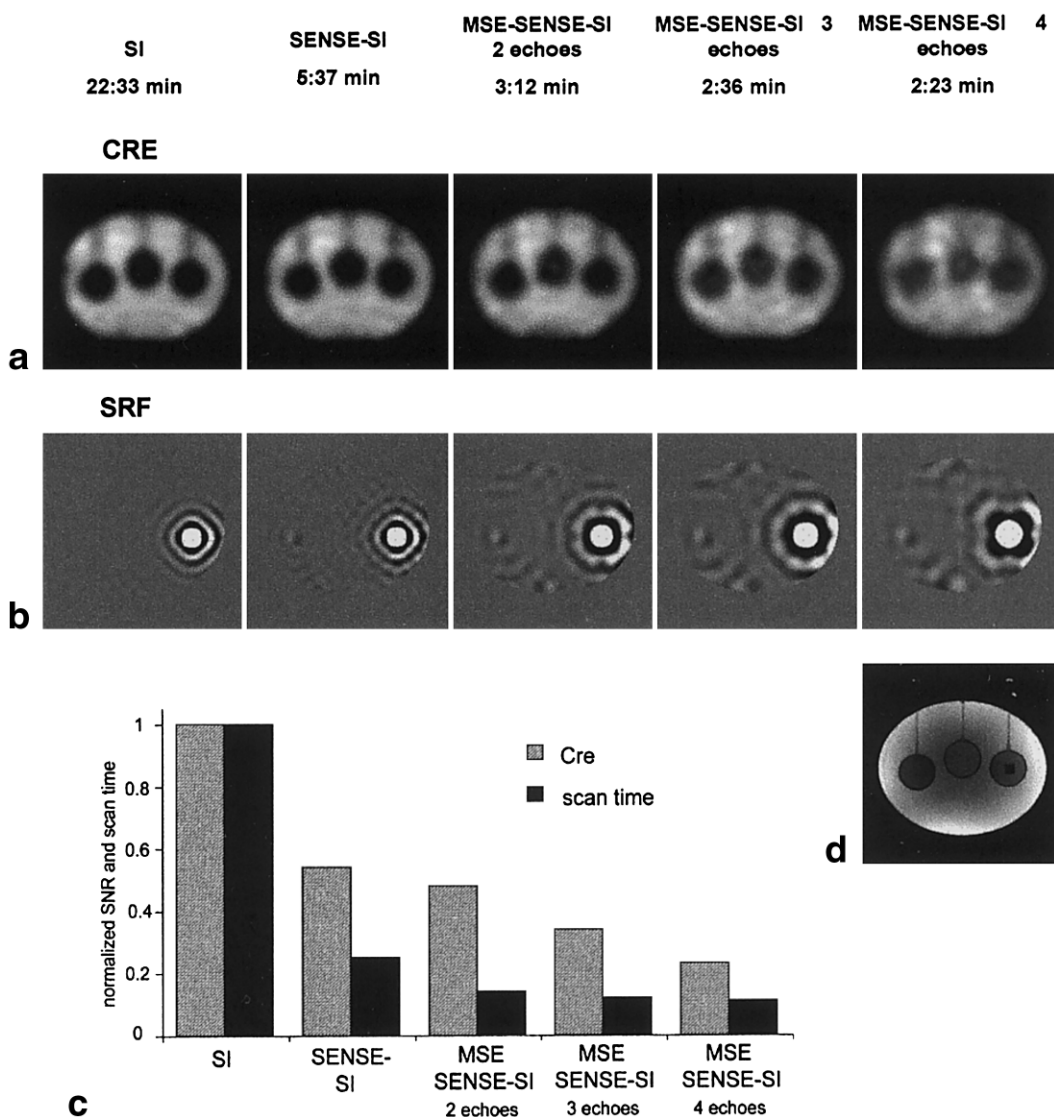 SI
22:33 min
SENSE-SI
5:37 min
MSE-SENSE-SI
2 echoes
3:12 min
MSE-SENSE-SI 3
echoes
2:36 min
MSE-SENSE-SI 4
echoes
2:23 min
CRE
a
SRF
b
normalized SNR and scan time
1
0.8
0.6
0.4
0.2
0
Cre
scan time
SI
SENSE-
SI
MSE
SENSE-SI
2 echoes
MSE
SENSE-SI
3 echoes
MSE
SENSE-SI
4 echoes
c
d